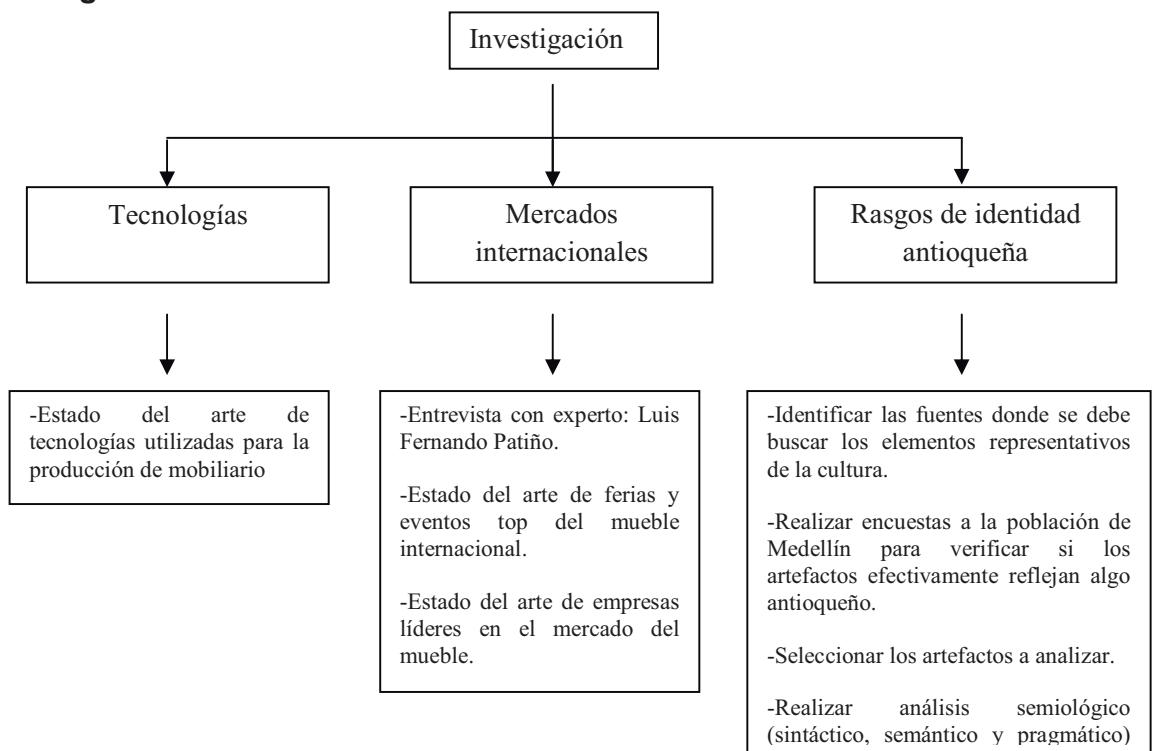 Investigación
Tecnologías
Mercados
internacionales
Rasgos de identidad
antioqueña
-Estado del arte de
tecnologías utilizadas para la
producción de mobiliario
-Entrevista con experto: Luis
Fernando Patiño.
-Estado del arte de ferias y
eventos top del mueble
internacional.
-Estado del arte de empresas
líderes en el mercado del
mueble.
-Identificar las fuentes donde se debe
buscar los elementos representativos
de la cultura.
-Realizar encuestas a la población de
Medellín para verificar si los
artefactos efectivamente reflejan algo
antioqueño.
-Seleccionar los artefactos a analizar.
-Realizar análisis semiológico
(sintáctico, semántico y pragmático)